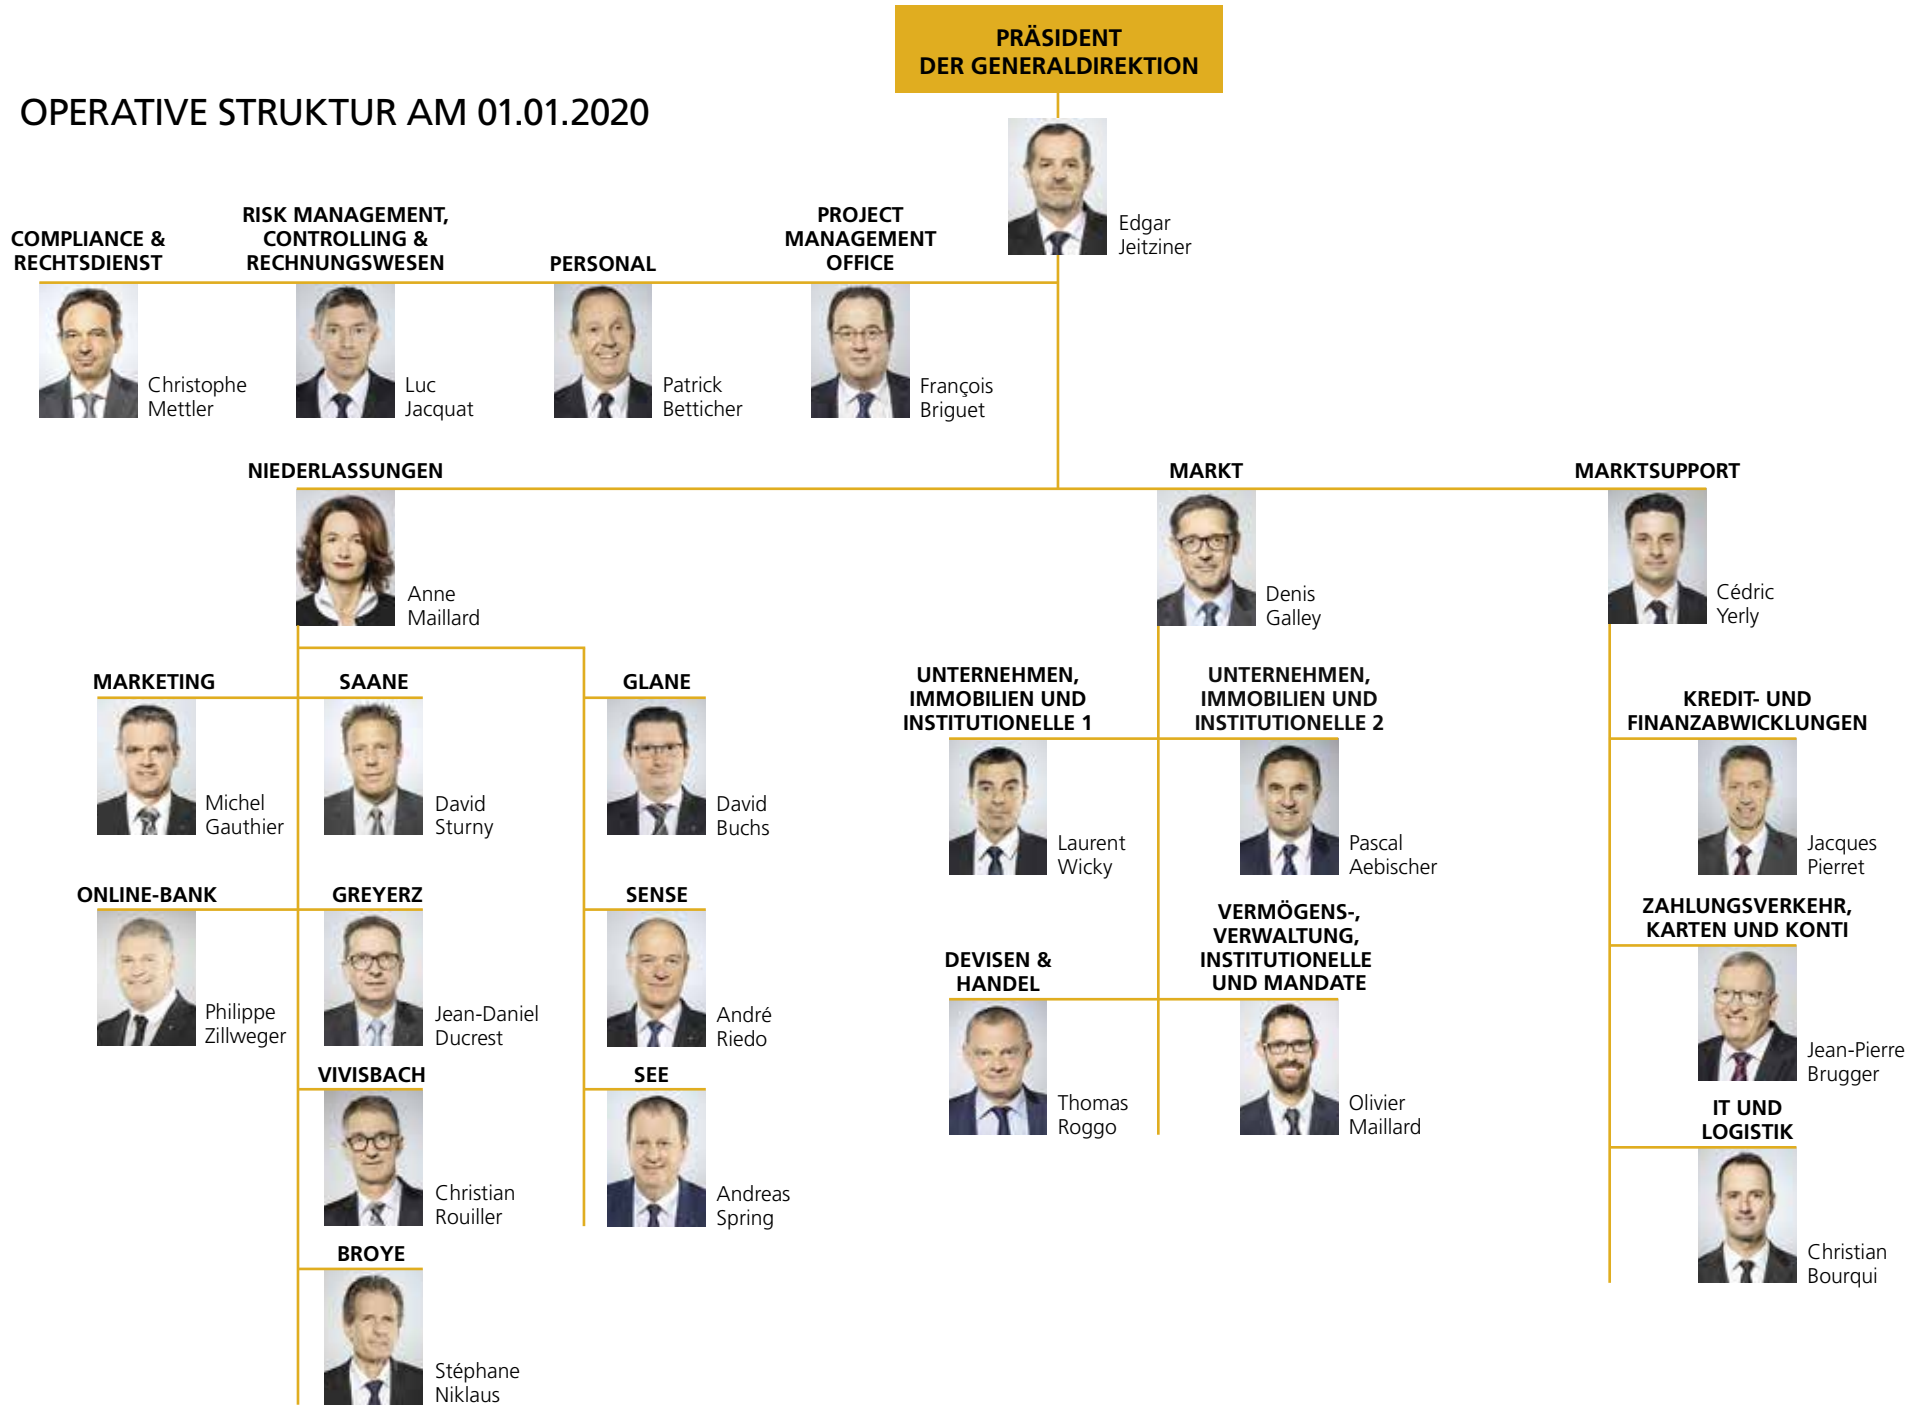 PRÄSIDENT
DER GENERALDIREKTION
OPERATIVE STRUKTUR AM 01.01.2020
Edgar
Jeitziner
COMPLIANCE &
RECHTSDIENST
Christophe
Mettler
RISK MANAGEMENT,
CONTROLLING &
RECHNUNGSWESEN
Luc
Jacquat
PERSONAL
Patrick
Betticher
PROJECT
MANAGEMENT
OFFICE
François
Briguet
NIEDERLASSUNGEN
Anne
Maillard
MARKT
Denis
Galley
MARKTSUPPORT
Cédric
Yerly
MARKETING
Michel
Gauthier
SAANE
David
Sturny
GLANE
David
Buchs
ONLINE-BANK
Philippe
Zillweger
GREYERZ
Jean-Daniel
Ducrest
SENSE
André
Riedo
VIVISBACH
Christian
Rouiller
SEE
Andreas
Spring
BROYE
Stéphane
Niklaus
UNTERNEHMEN,
IMMOBILIEN UND
INSTITUTIONELLE 1
Laurent
Wicky
UNTERNEHMEN,
IMMOBILIEN UND
INSTITUTIONELLE 2
Pascal
Aebischer
DEVISEN &
HANDEL
Thomas
Roggo
VERMÖGENS-,
VERWALTUNG,
INSTITUTIONELLE
UND MANDATE
Olivier
Maillard
KREDIT- UND
FINANZABWICKLUNGEN
Jacques
Pierret
ZAHLUNGSVERKEHR,
KARTEN UND KONTI
Jean-Pierre
Brugger
IT UND
LOGISTIK
Christian
Bourqui